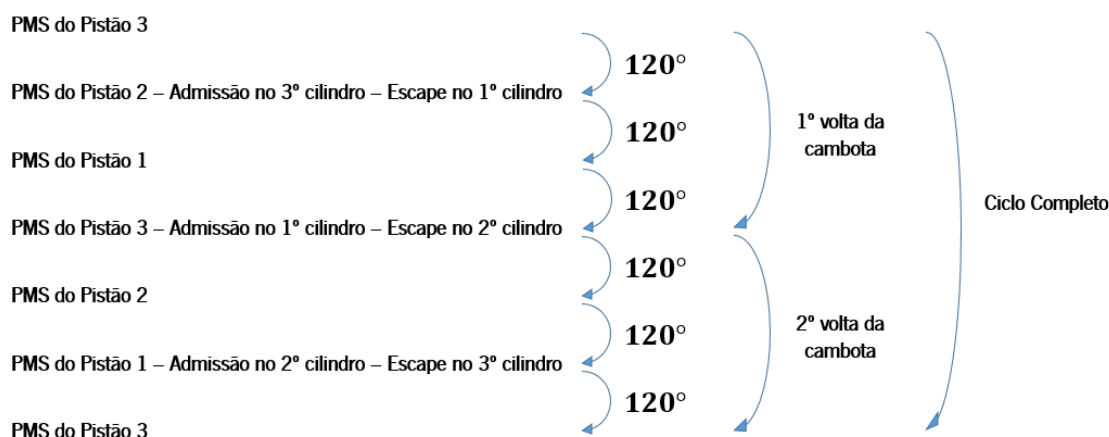 PMS do Pistão 3
120°
PMS do Pistão 2 – Admissão no 3º cilindro – Escape no 1º cilindro
120°
1º volta da
cambota
PMS do Pistão 1
120°
Ciclo Completo
PMS do Pistão 3 – Admissão no 1º cilindro – Escape no 2º cilindro
120°
PMS do Pistão 2
120°
2º volta da
cambota
PMS do Pistão 1 – Admissão no 2º cilindro – Escape no 3º cilindro
120°
PMS do Pistão 3